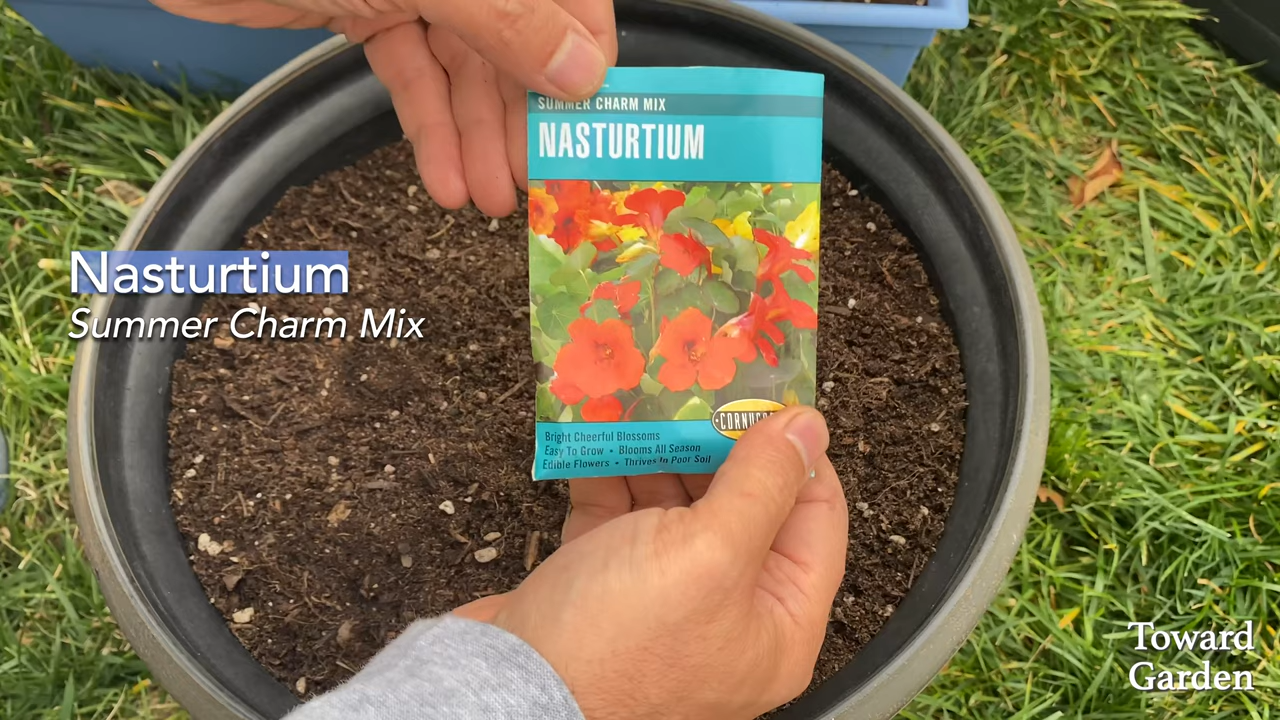 SUMMER CHARM MIX
NASTURTIUM
Nasturtium
Summer Charm Mix
Bright Cheerful Blossoms
Easy To Grow • Blooms All Season
Edible Flowers • Thrives In Poor Soil
Toward
Garden